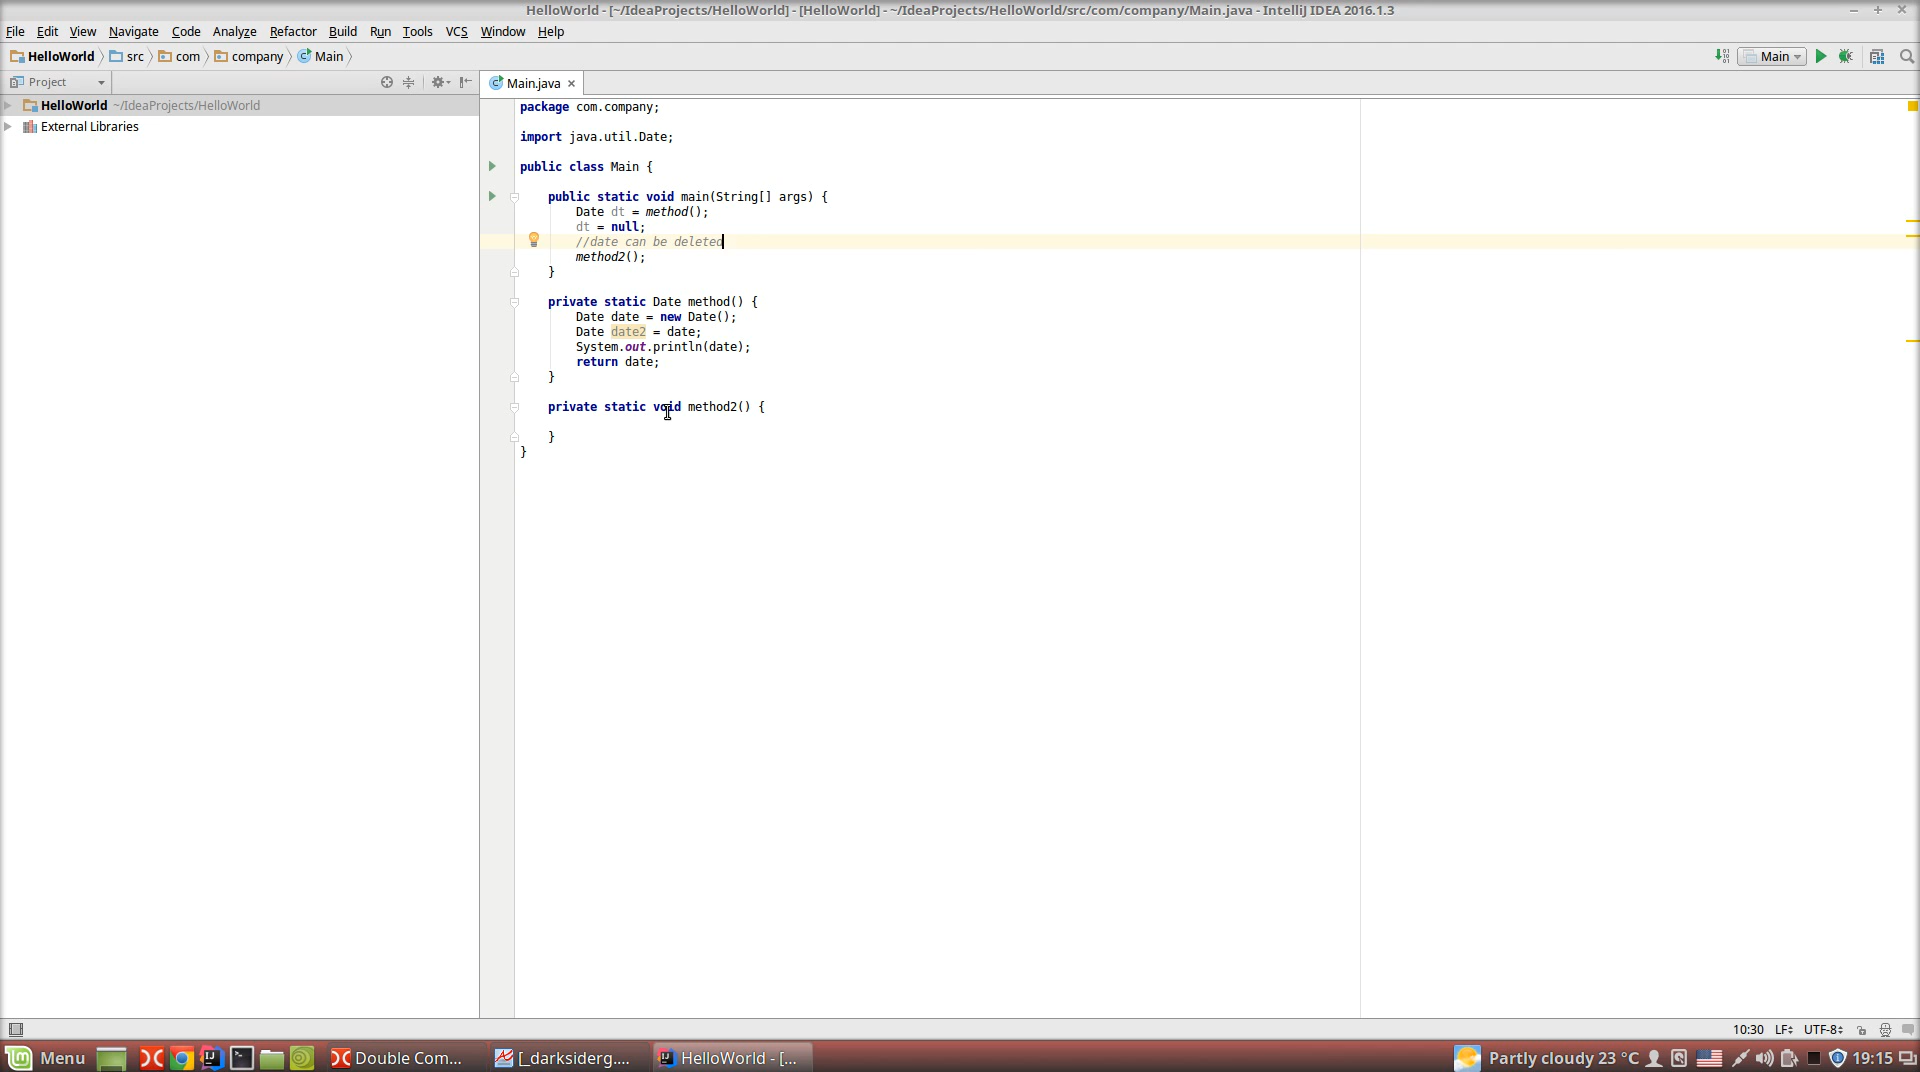 HelloWorld - [~/IdeaProjects/HelloWorld] - [HelloWorld] - ~/IdeaProjects/HelloWorld/src/com/company/Main.java - IntelliJ IDEA 2016.1.3
File Edit View Navigate Code Analyze Refactor Build Run Tools VCS Window Help
HelloWorld src com company Main Main
Project Main.java
HelloWorld ~/IdeaProjects/HelloWorld
External Libraries
package com.company;
import java.util.Date;
public class Main {
public static void main(String[] args) {
Date dt = method();
dt = null;
//date can be deleted
method2();
}
private static Date method() {
Date date = new Date();
Date date2 = date;
System.out.println(date);
return date;
}
private static void method2() {
}
}
10:30 LF UTF-8
Menu Double Com... [_darksiderg.... HelloWorld - [... Partly cloudy 23 °C 19:15